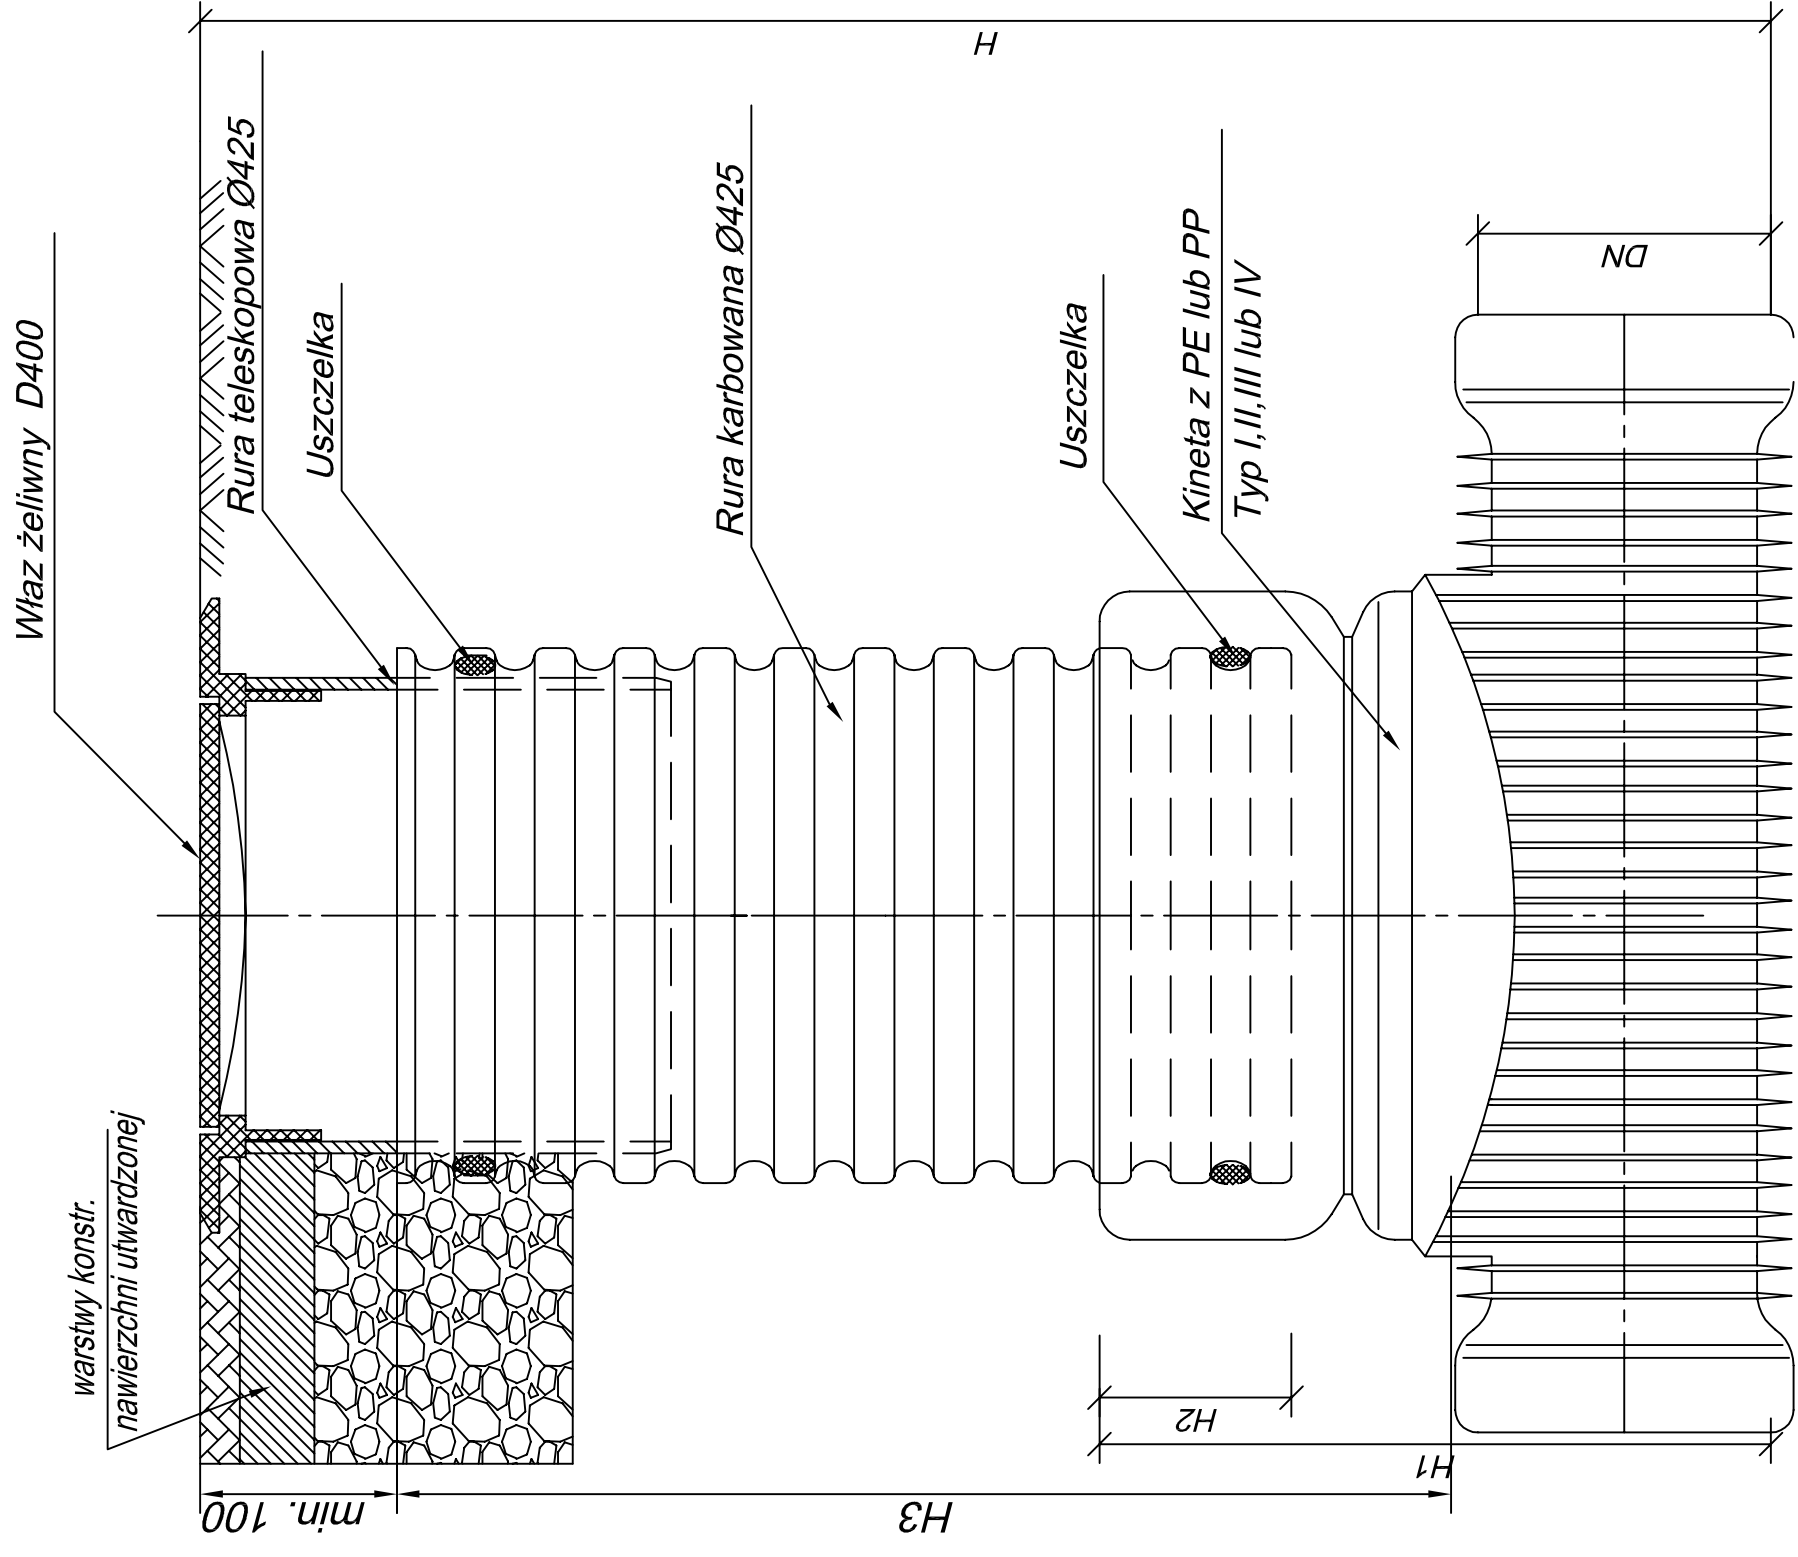 Właz żeliwny D400
Rura teleskopowa Ø425
Uszczelka
Rura karbowana Ø425
Uszczelka
Kineta z PE lub PP
Typ I,II,III lub IV
warstwy konstr.
nawierzchni utwardzonej
H
DN
H2
H1
H3
min. 100